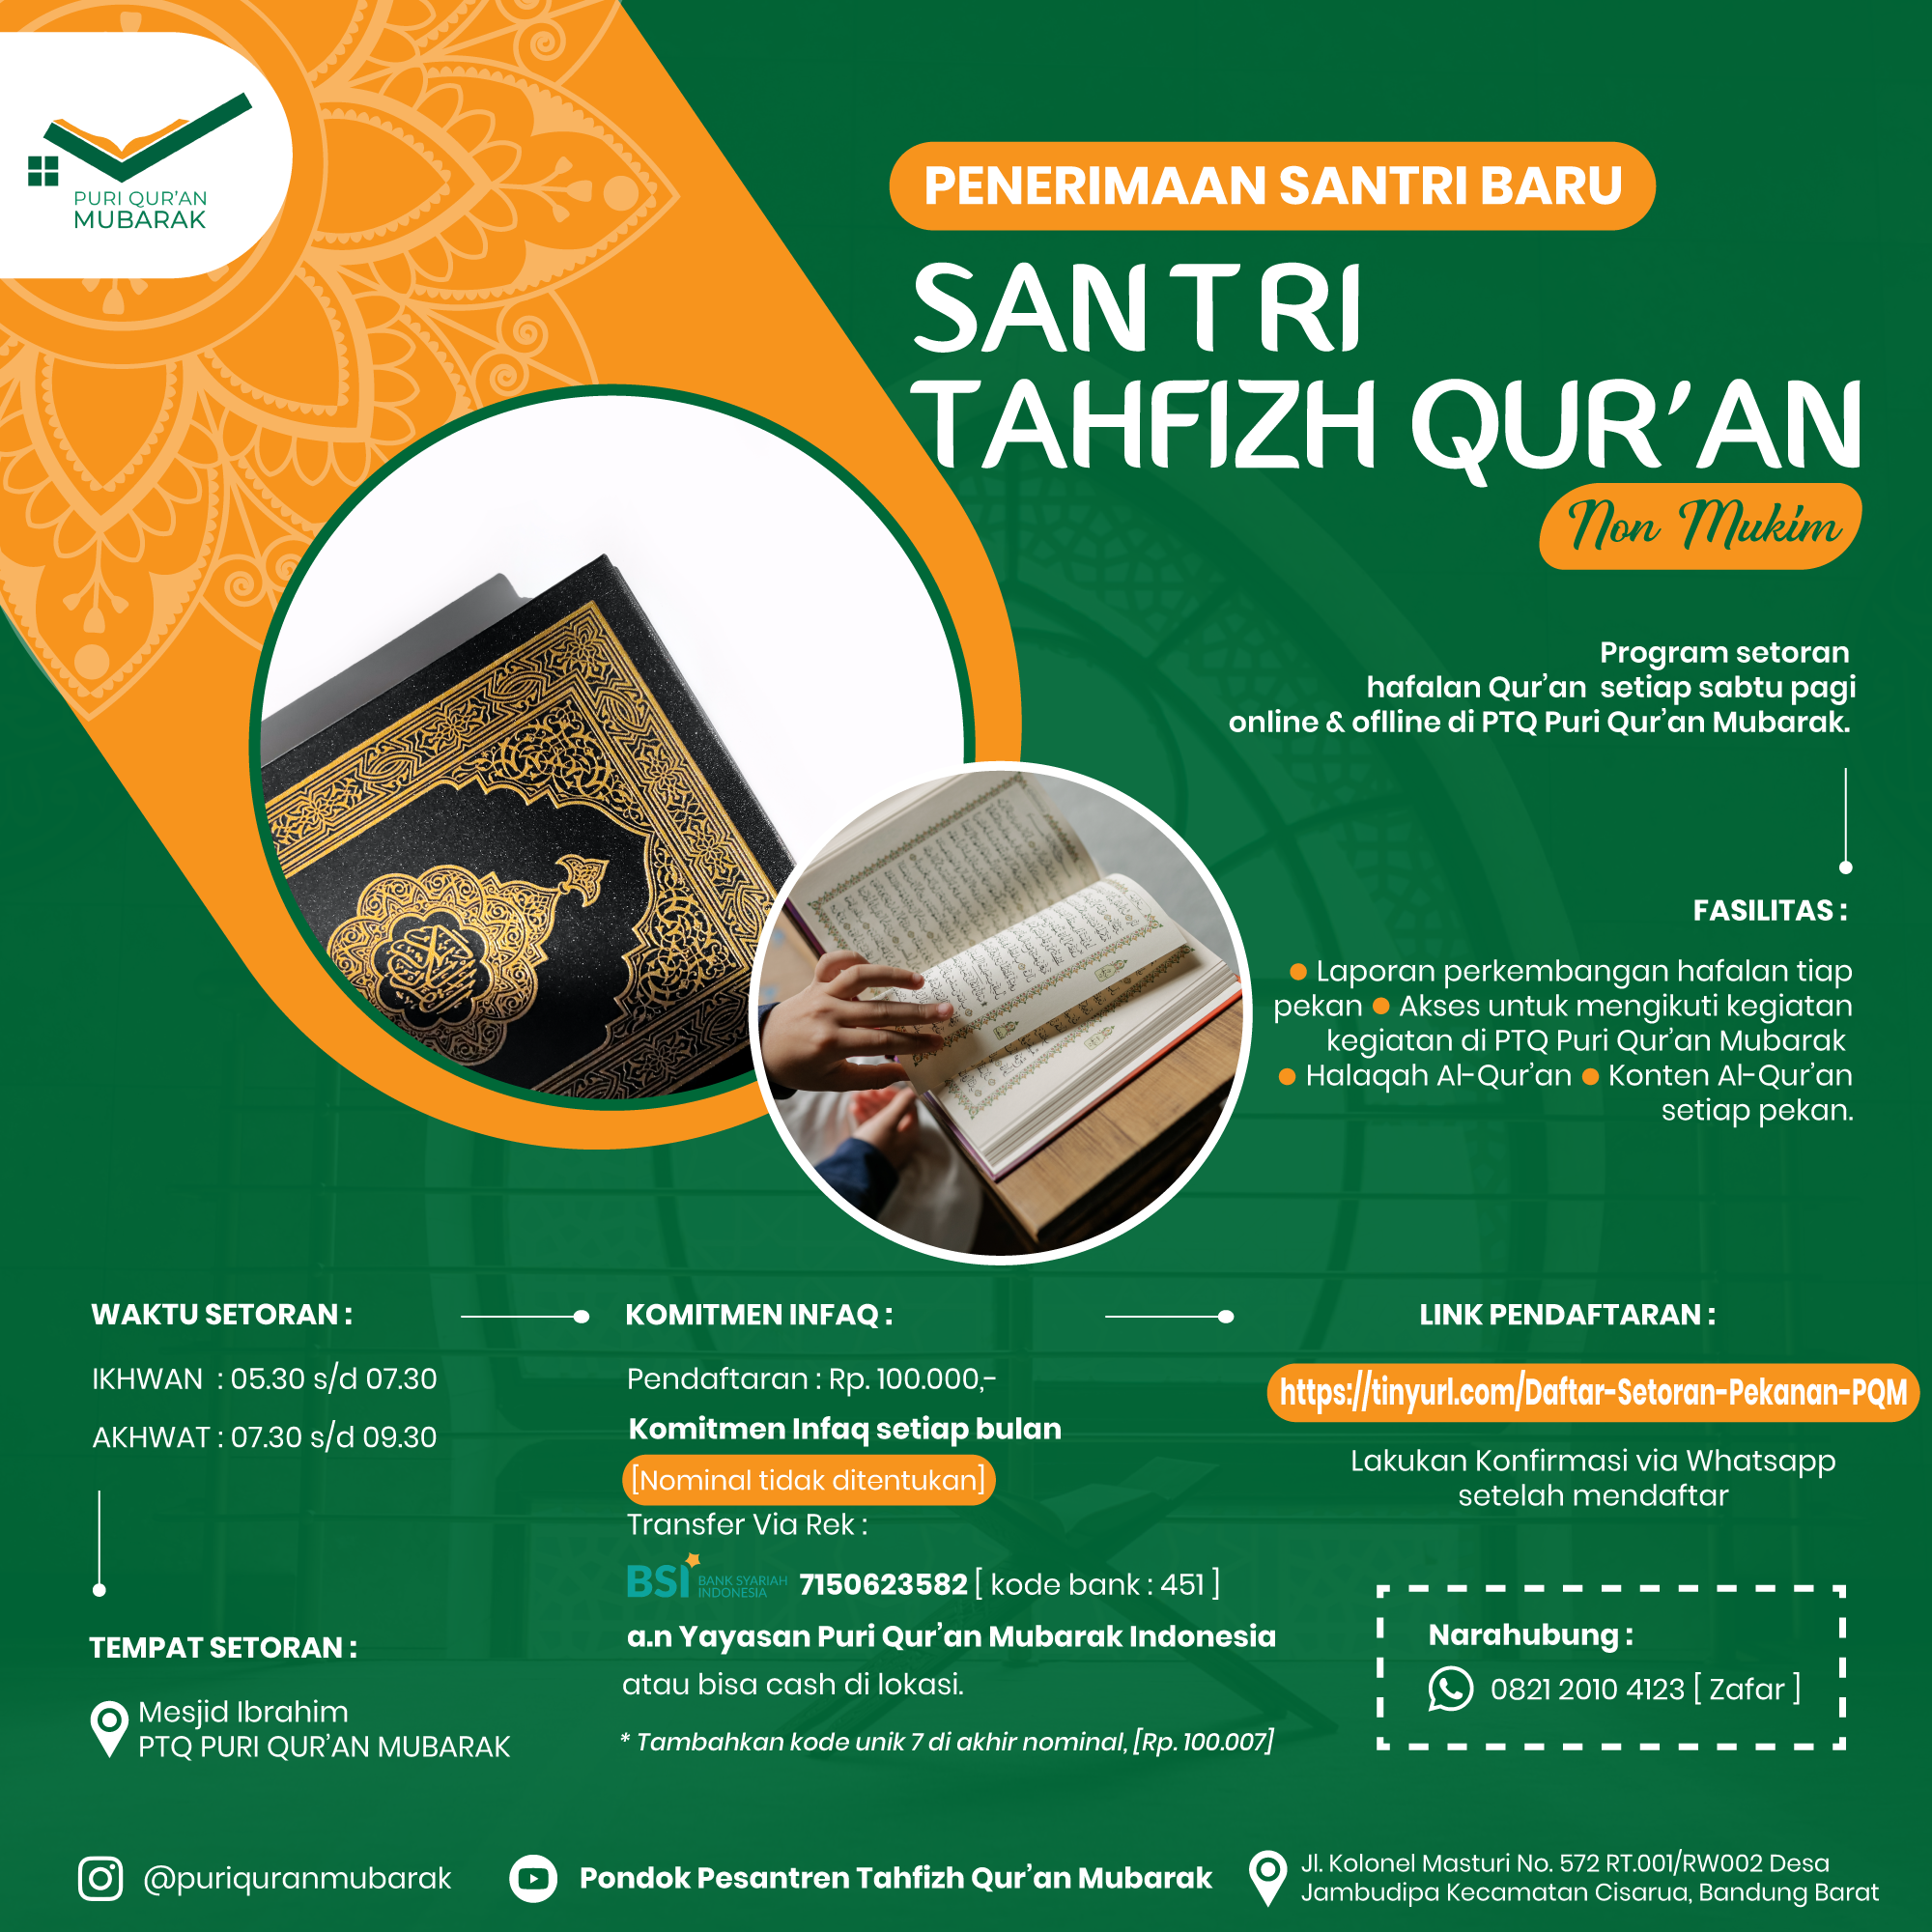 PURI QUR'AN
MUBARAK
PENERIMAAN SANTRI BARU
SANTRI
TAHFIZH QUR'AN
Non Mukim
Program setoran
hafalan Qur'an setiap sabtu pagi
online & oflline di PTQ Puri Qur'an Mubarak.
FASILITAS :
● Laporan perkembangan hafalan tiap
pekan ● Akses untuk mengikuti kegiatan
kegiatan di PTQ Puri Qur'an Mubarak
● Halaqah Al-Qur'an ● Konten Al-Qur'an
setiap pekan.
WAKTU SETORAN :
IKHWAN : 05.30 s/d 07.30
AKHWAT : 07.30 s/d 09.30
TEMPAT SETORAN :
Mesjid Ibrahim
PTQ PURI QUR'AN MUBARAK
KOMITMEN INFAQ :
Pendaftaran : Rp. 100.000,-
Komitmen Infaq setiap bulan
[Nominal tidak ditentukan]
Transfer Via Rek :
BSI BANK SYARIAH
INDONESIA
7150623582 [ kode bank : 451 ]
a.n Yayasan Puri Qur'an Mubarak Indonesia
atau bisa cash di lokasi.
* Tambahkan kode unik 7 di akhir nominal, [Rp. 100.007]
LINK PENDAFTARAN :
https://tinyurl.com/Daftar-Setoran-Pekanan-PQM
Lakukan Konfirmasi via Whatsapp
setelah mendaftar
Narahubung :
0821 2010 4123 [ Zafar ]
@puriquranmubarak
Pondok Pesantren Tahfizh Qur'an Mubarak
Jl. Kolonel Masturi No. 572 RT.001/RW002 Desa
Jambudipa Kecamatan Cisarua, Bandung Barat